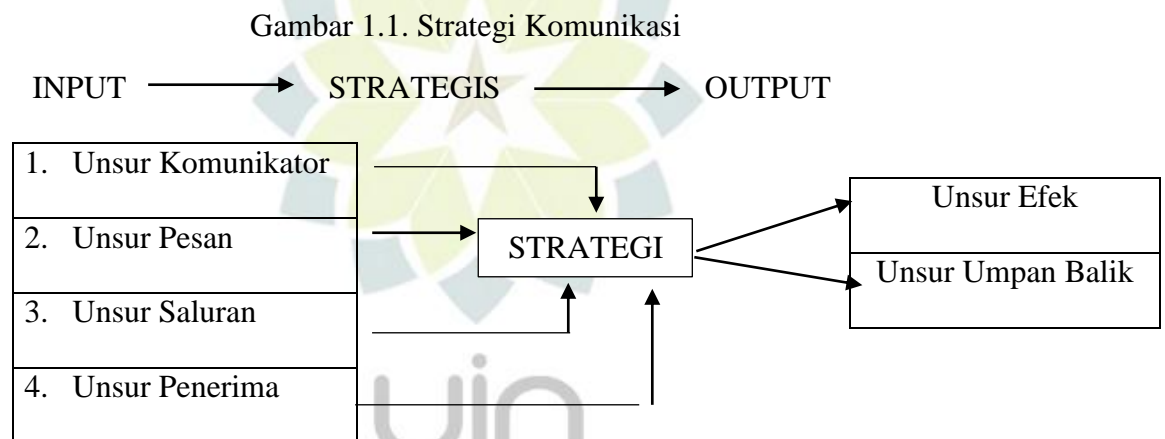 Gambar 1.1. Strategi Komunikasi
INPUT STRATEGIS OUTPUT
1. Unsur Komunikator
2. Unsur Pesan
3. Unsur Saluran
4. Unsur Penerima
STRATEGI
Unsur Efek
Unsur Umpan Balik
uin